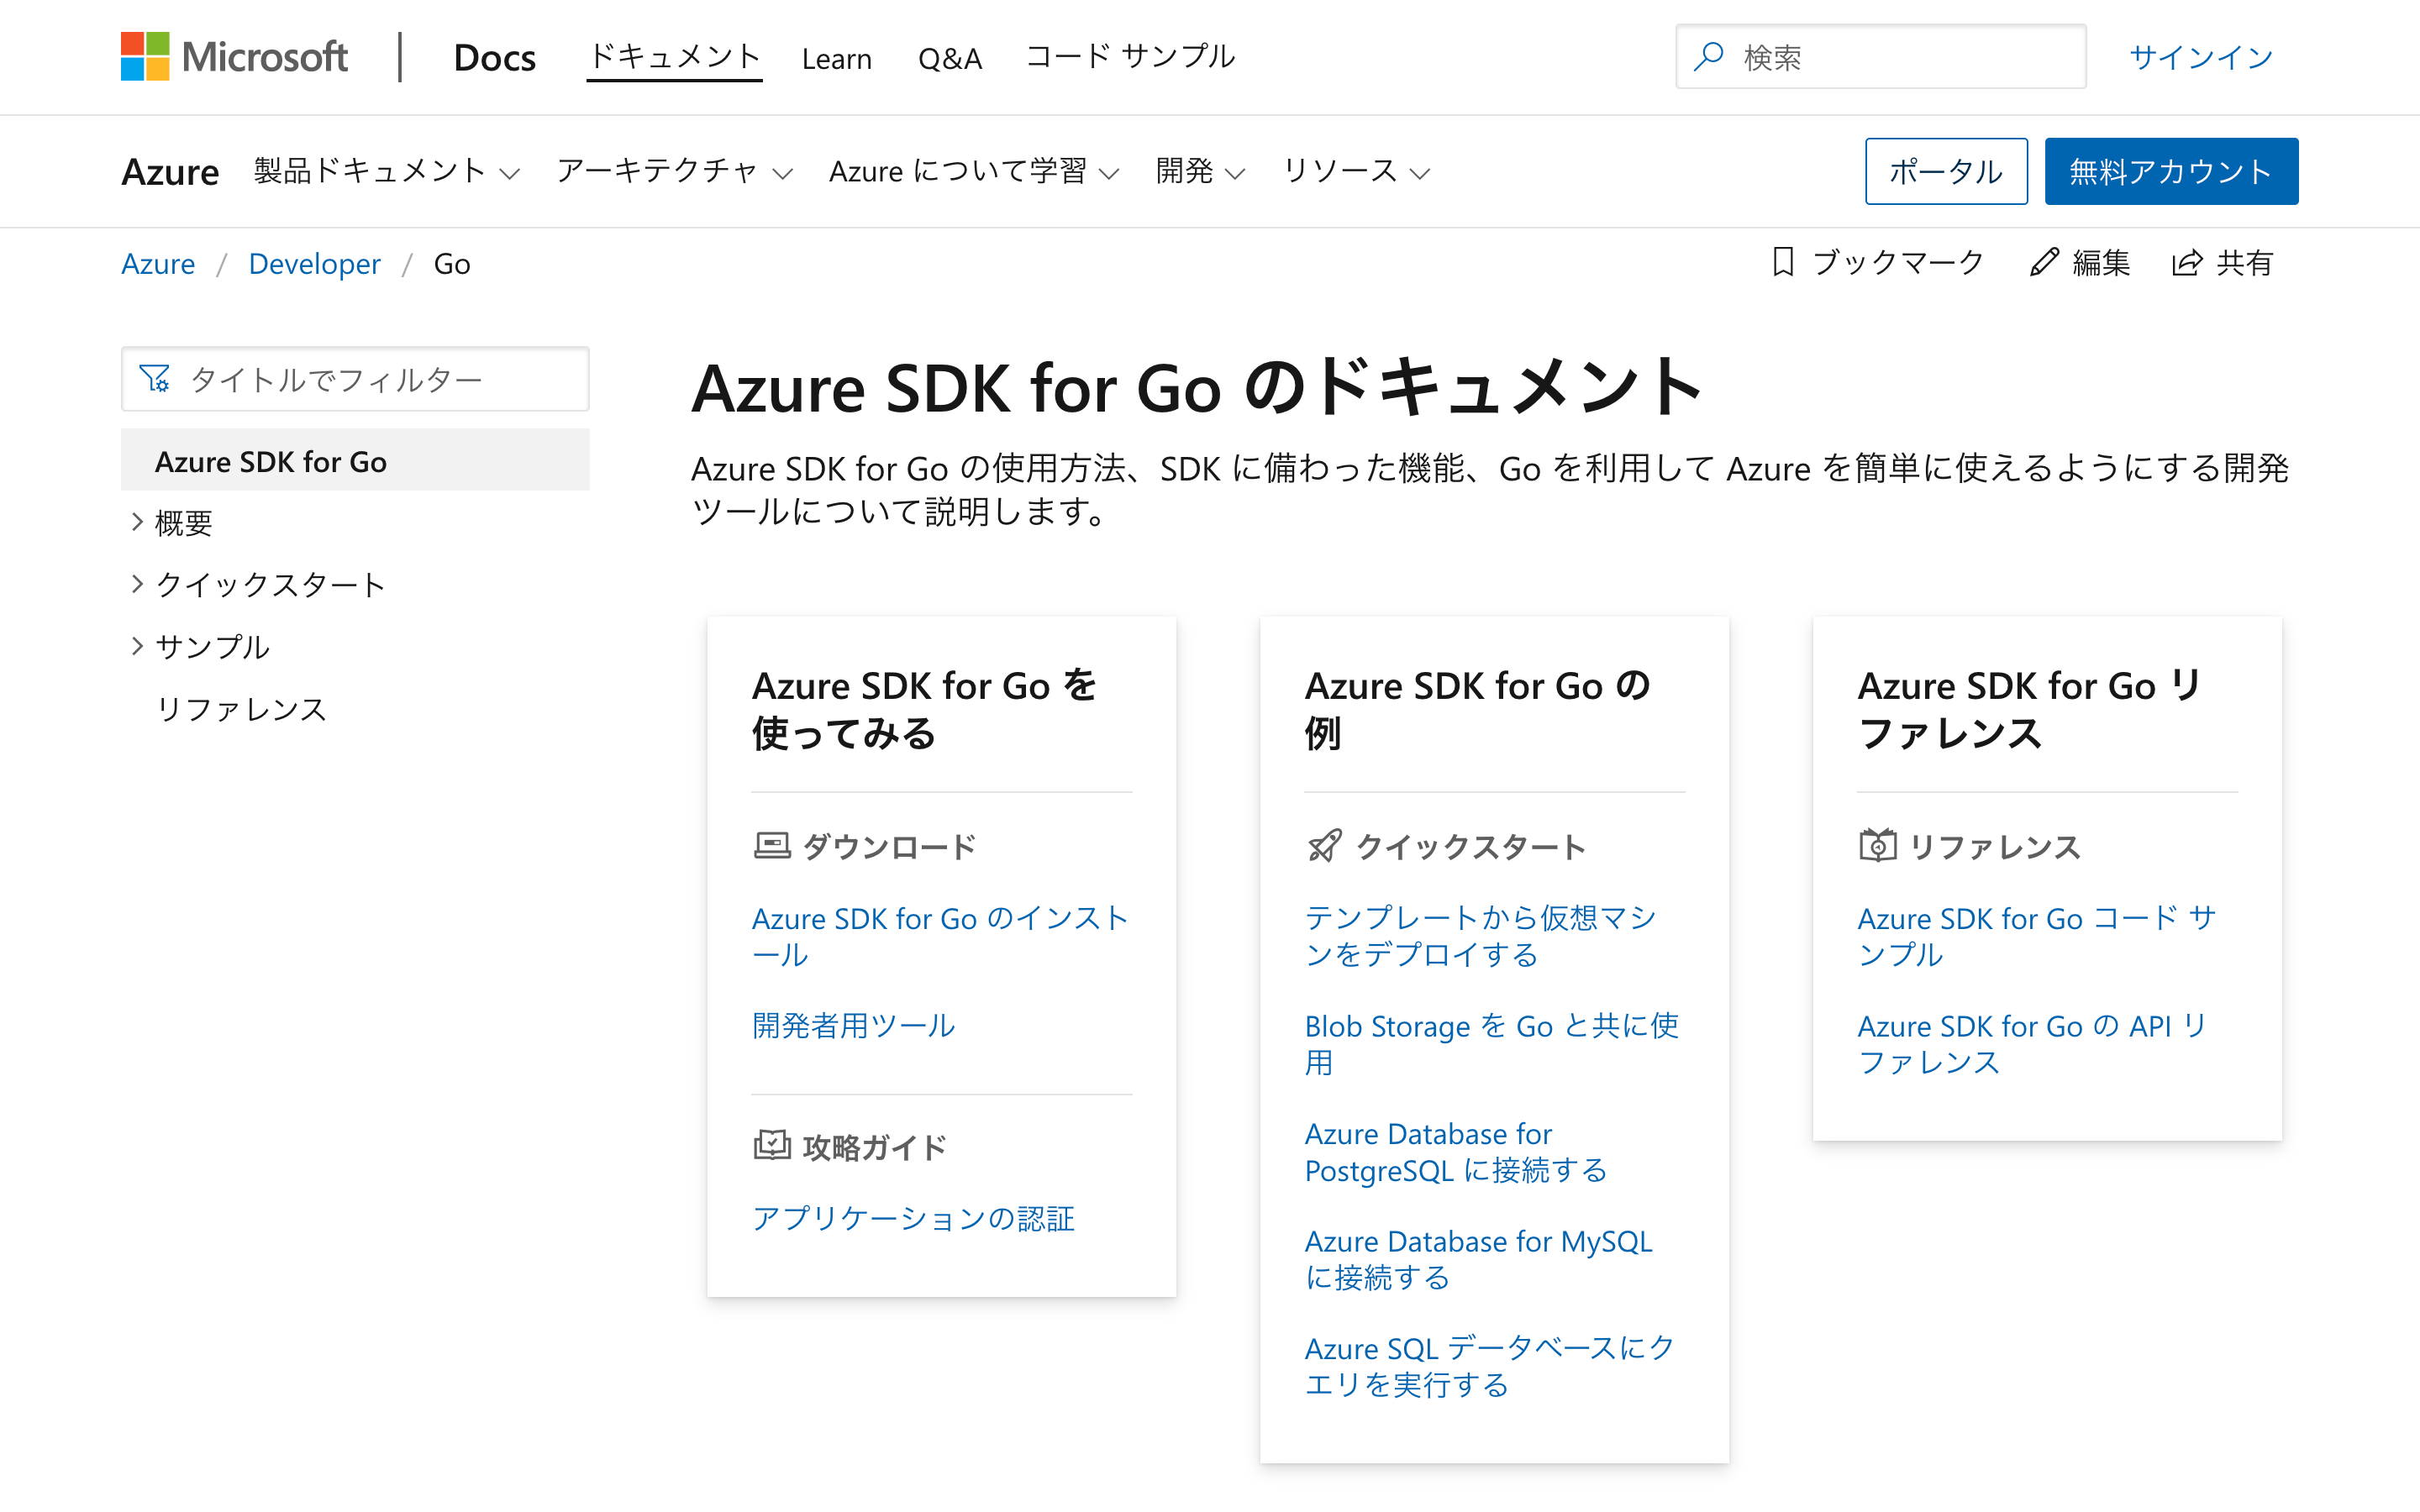 Microsoft Docs ドキュメント Learn Q&A コード サンプル 検索 サインイン
Azure 製品ドキュメント アーキテクチャ Azure について学習 開発 リソース ポータル 無料アカウント
Azure / Developer / Go ブックマーク 編集 共有
タイトルでフィルター
Azure SDK for Go
概要
クイックスタート
サンプル
リファレンス
Azure SDK for Go のドキュメント
Azure SDK for Go の使用方法、SDK に備わった機能、Go を利用して Azure を簡単に使えるようにする開発
ツールについて説明します。
Azure SDK for Go を
使ってみる
ダウンロード
Azure SDK for Go のインスト
ール
開発者用ツール
攻略ガイド
アプリケーションの認証
Azure SDK for Go の
例
クイックスタート
テンプレートから仮想マシ
ンをデプロイする
Blob Storage を Go と共に使
用
Azure Database for
PostgreSQL に接続する
Azure Database for MySQL
に接続する
Azure SQL データベースにク
エリを実行する
Azure SDK for Go リ
ファレンス
リファレンス
Azure SDK for Go コード サ
ンプル
Azure SDK for Go の API リ
ファレンス